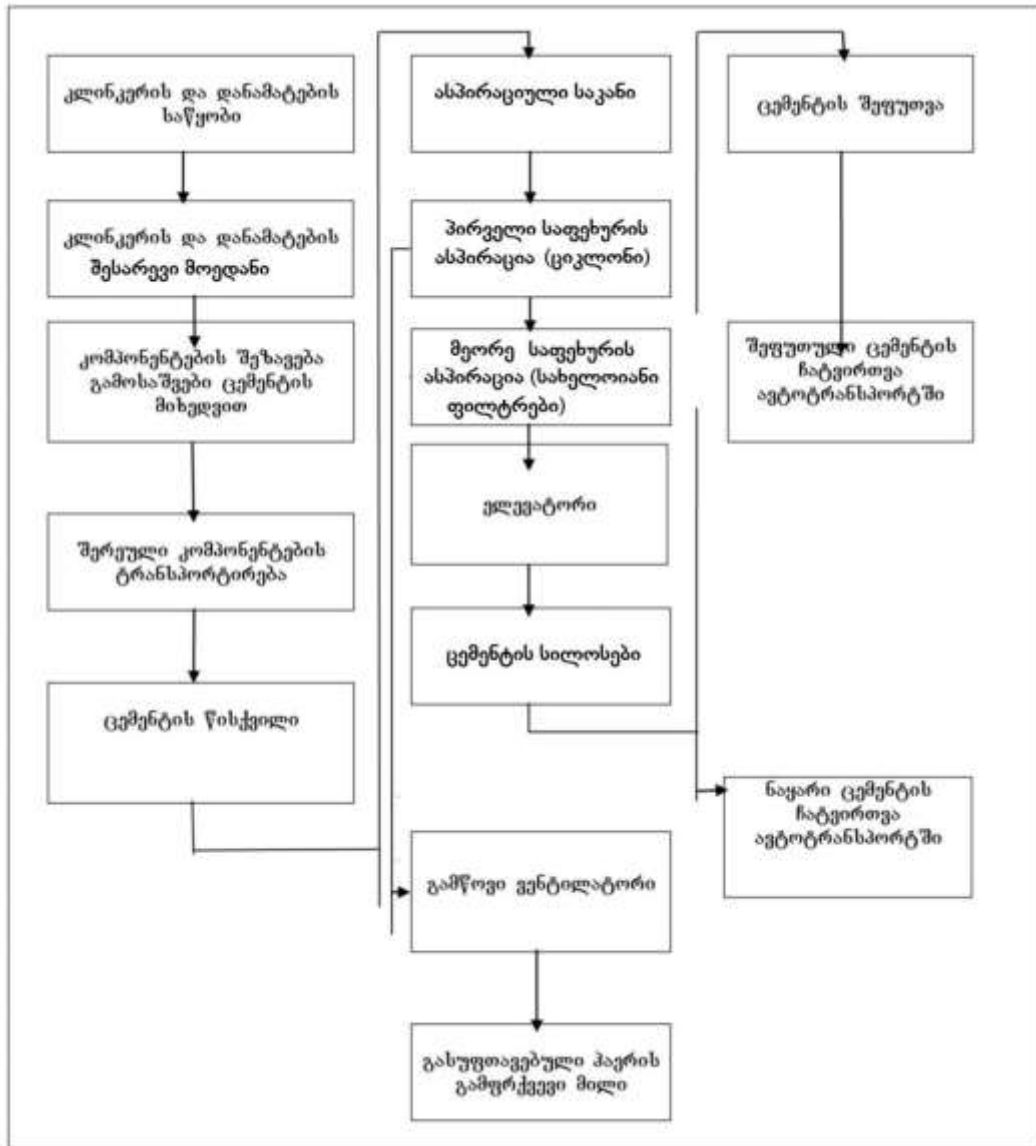 კლინკერის და დანამატების
საწყობი
კლინკერის და დანამატების
შესარევი მოედანი
კომპონენტების შეზავება
გამოსაშვები ცემენტის
მიხედვით
შერეული კომპონენტების
ტრანსპორტირება
ცემენტის წისქვილი
ასპირაციული საკანი
პირველი საფეხურის
ასპირაცია (ციკლონი)
მეორე საფეხურის
ასპირაცია (სახელოიანი
ფილტრები)
ელევატორი
ცემენტის სილოსები
გამწოვი ვენტილატორი
გასუფთავებული ჰაერის
გამფრქვევი მილი
ცემენტის შეფუთვა
შეფუთული ცემენტის
ჩატვირთვა
ავტოტრანსპორტში
ნაყარი ცემენტის
ჩატვირთვა
ავტოტრანსპორტში